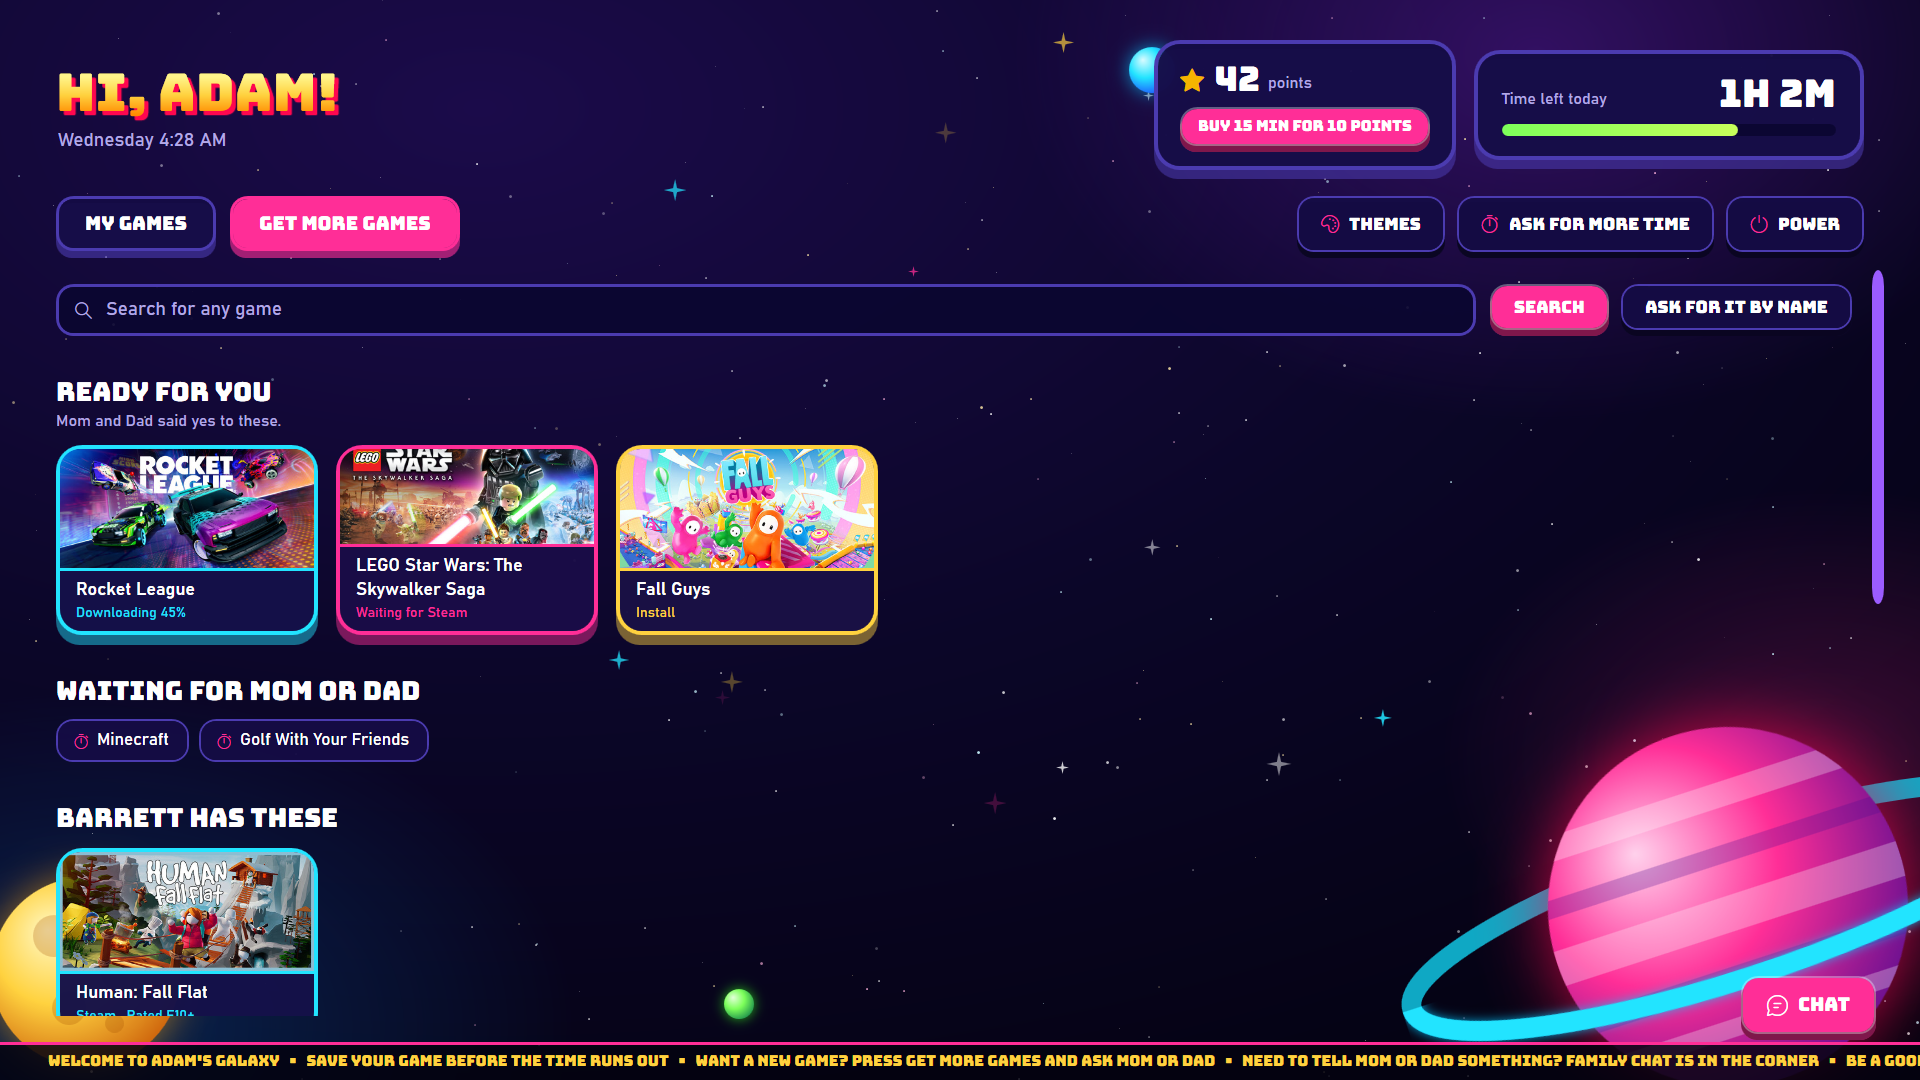 HI, ADAM!
Wednesday 4:28 AM
42 points
BUY 15 MIN FOR 10 POINTS
Time left today
1H 2M
MY GAMES
GET MORE GAMES
THEMES
ASK FOR MORE TIME
POWER
Search for any game
SEARCH
ASK FOR IT BY NAME
READY FOR YOU
Mom and Dad said yes to these.
ROCKET
LEAGUE
Rocket League
Downloading 45%
LEGO STAR
WARS
THE SKYWALKER SAGA
LEGO Star Wars: The
Skywalker Saga
Waiting for Steam
FALL
GUYS
Fall Guys
Install
WAITING FOR MOM OR DAD
Minecraft
Golf With Your Friends
BARRETT HAS THESE
HUMAN
fall flat
Human: Fall Flat
Steam · Rated E10+
CHAT
WELCOME TO ADAM'S GALAXY ▪ SAVE YOUR GAME BEFORE THE TIME RUNS OUT ▪ WANT A NEW GAME? PRESS GET MORE GAMES AND ASK MOM OR DAD ▪ NEED TO TELL MOM OR DAD SOMETHING? FAMILY CHAT IS IN THE CORNER ▪ BE A GOO